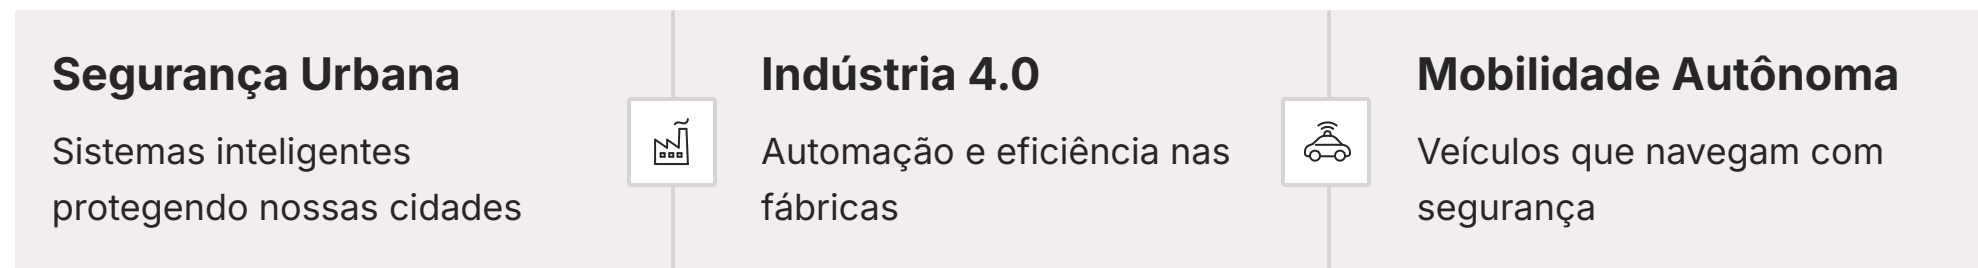 Segurança Urbana
Sistemas inteligentes
protegendo nossas cidades
Indústria 4.0
Automação e eficiência nas
fábricas
Mobilidade Autônoma
Veículos que navegam com
segurança